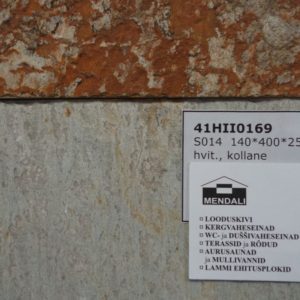 41HII0169
S014 140*400*25
hvit., kollane
MENDALI
LOODUSKIVI
KERGVAHESEINAD
WC- ja DUŠŠIVAHESEINAD
TERASSID ja RÕDUD
AURUSAUNAD
ja MULLIVANNID
LAMMI EHITUSPLOKID